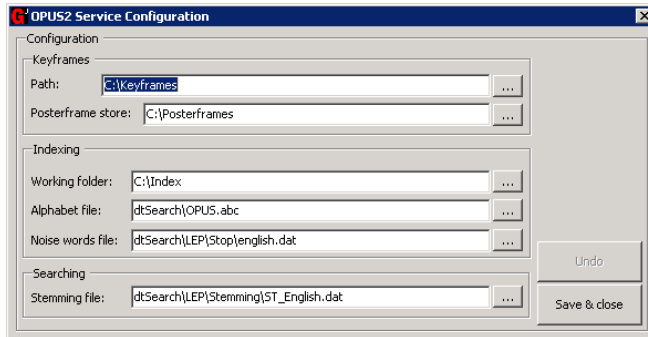 G OPUS2 Service Configuration
Configuration
Keyframes
Path: C:\Keyframes ...
Posterframe store: C:\Posterframes ...
Indexing
Working folder: C:\Index ...
Alphabet file: dtSearch\OPUS.abc ...
Noise words file: dtSearch\LEP\Stop\english.dat ...
Undo
Searching
Stemming file: dtSearch\LEP\Stemming\ST_English.dat ...
Save & close